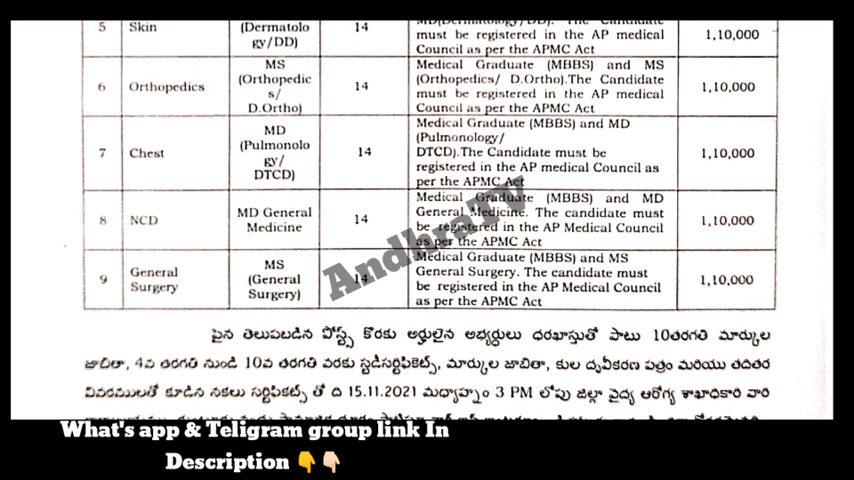 5 Skin (Dermatolo 14 MD(Dermatology/DD). The Candidate
gy/DD) must be registered in the AP medical 1,10,000
Council as per the APMC Act
6 Orthopedics MS 14 Medical Graduate (MBBS) and MS 1,10,000
(Orthopedic (Orthopedics/ D.Ortho).The Candidate
s/ must be registered in the AP medical
D.Ortho) Council as per the APMC Act
7 Chest MD 14 Medical Graduate (MBBS) and MD 1,10,000
(Pulmonolo (Pulmonology/
gy/ DTCD).The Candidate must be
DTCD) registered in the AP medical Council as
per the APMC Act
8 NCD MD General 14 Medical Graduate (MBBS) and MD 1,10,000
Medicine General Medicine. The candidate must
be registered in the AP Medical Council
as per the APMC Act
9 General MS 14 Medical Graduate (MBBS) and MS 1,10,000
Surgery (General General Surgery. The candidate must
Surgery) be registered in the AP Medical Council
as per the APMC Act
AndhraTV
పైన తెలుపబడిన పోస్ట్స్ కొరకు అర్హులైన అభ్యర్థులు ధరఖాస్తుతో పాటు 10తరగతి మార్కుల
జాబితా, 4వ తరగతి నుండి 10వ తరగతి వరకు స్టడీసర్టిఫికెట్స్, మార్కుల జాబితా, కుల దృవీకరణ పత్రం మరియు తదితర
వివరములతో కూడిన నకలు సర్టిఫికెట్స్ తో ది 15.11.2021 మధ్యాహ్నం 3 PM లోపు జిల్లా వైద్య ఆరోగ్య శాఖాధికారి వారి
What's app & Teligram group link In
Description 👇👇🏻